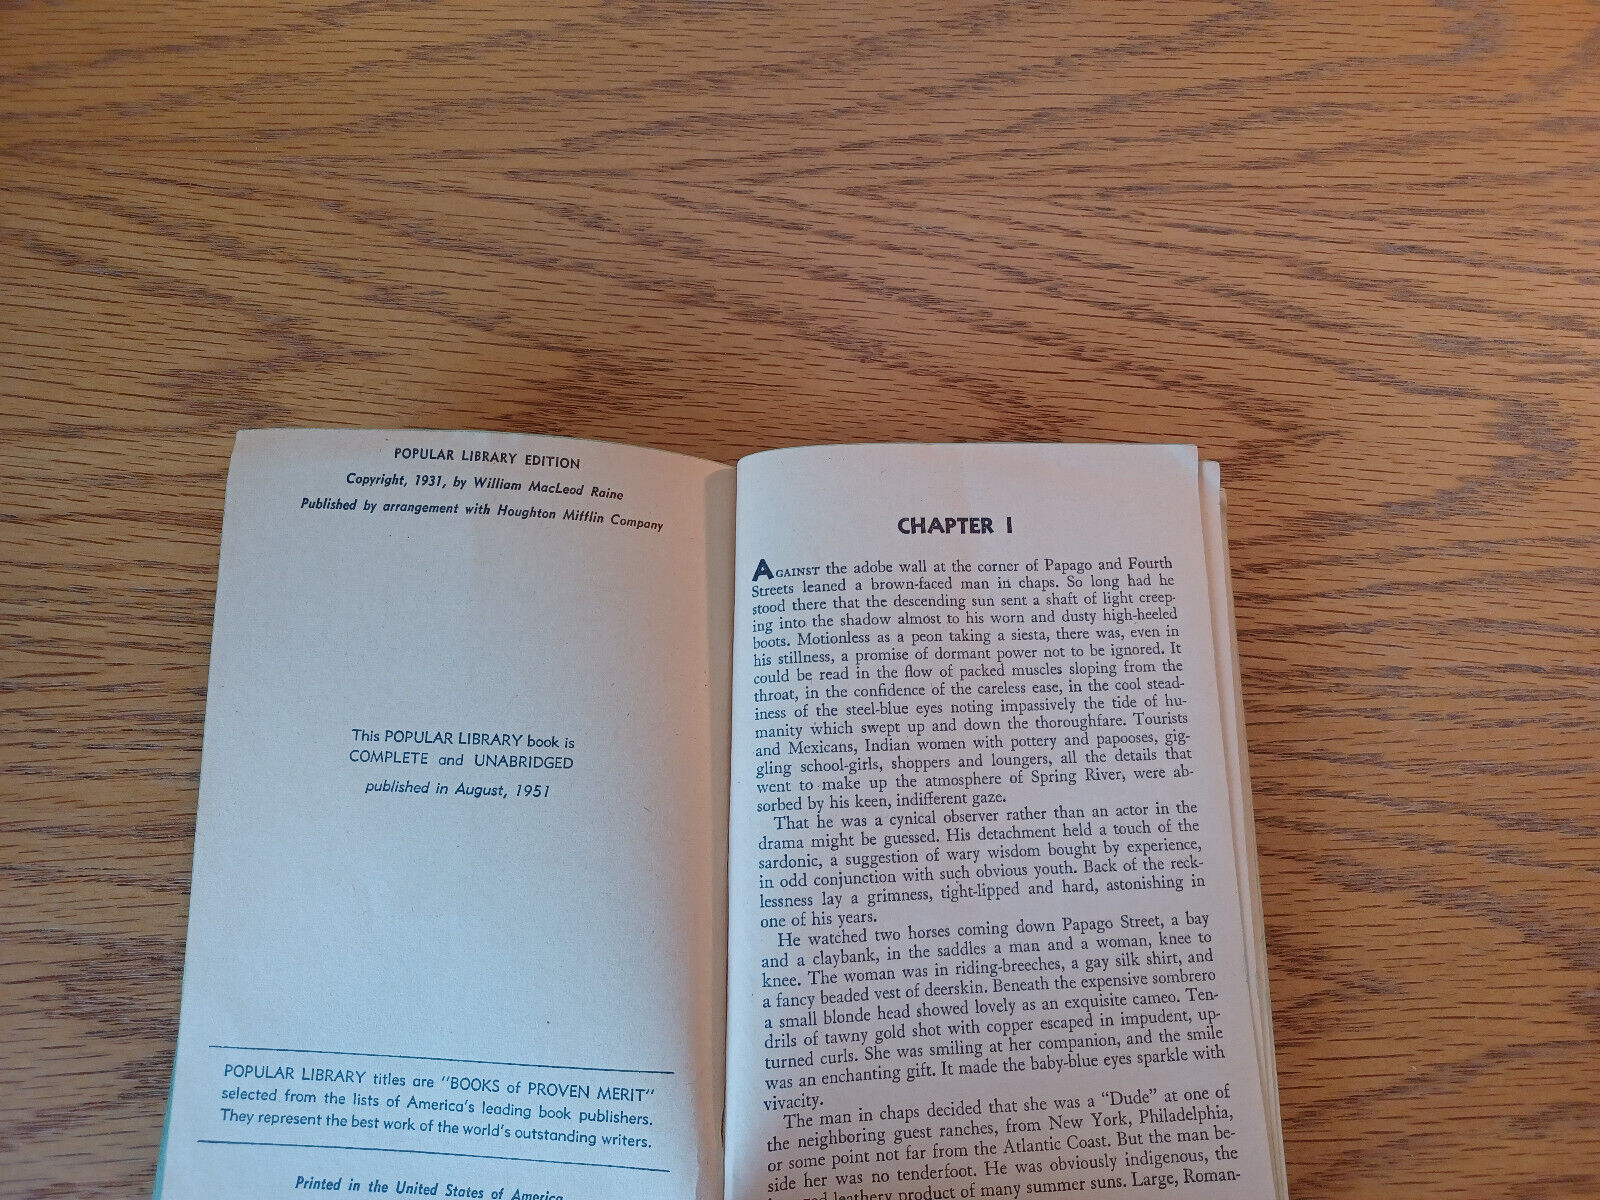 POPULAR LIBRARY EDITION
Copyright, 1931, by William MacLeod Raine
Published by arrangement with Houghton Mifflin Company
This POPULAR LIBRARY book is
COMPLETE and UNABRIDGED
published in August, 1951
POPULAR LIBRARY titles are "BOOKS of PROVEN MERIT"
selected from the lists of America's leading book publishers.
They represent the best work of the world's outstanding writers.
Printed in the United States of America
CHAPTER I
AGAINST the adobe wall at the corner of Papago and Fourth
Streets leaned a brown-faced man in chaps. So long had he
stood there that the descending sun sent a shaft of light creep-
ing into the shadow almost to his worn and dusty high-heeled
boots. Motionless as a peon taking a siesta, there was, even in
his stillness, a promise of dormant power not to be ignored. It
could be read in the flow of packed muscles sloping from the
throat, in the confidence of the careless ease, in the cool stead-
iness of the steel-blue eyes noting impassively the tide of hu-
manity which swept up and down the thoroughfare. Tourists
and Mexicans, Indian women with pottery and papooses, gig-
gling school-girls, shoppers and loungers, all the details that
went to make up the atmosphere of Spring River, were ab-
sorbed by his keen, indifferent gaze.
That he was a cynical observer rather than an actor in the
drama might be guessed. His detachment held a touch of the
sardonic, a suggestion of wary wisdom bought by experience,
in odd conjunction with such obvious youth. Back of the reck-
lessness lay a grimness, tight-lipped and hard, astonishing in
one of his years.
He watched two horses coming down Papago Street, a bay
and a claybank, in the saddles a man and a woman, knee to
knee. The woman was in riding-breeches, a gay silk shirt, and
a fancy beaded vest of deerskin. Beneath the expensive sombrero
a small blonde head showed lovely as an exquisite cameo. Ten-
drils of tawny gold shot with copper escaped in impudent, up-
turned curls. She was smiling at her companion, and the smile
was an enchanting gift. It made the baby-blue eyes sparkle with
vivacity.
The man in chaps decided that she was a "Dude" at one of
the neighboring guest ranches, from New York, Philadelphia,
or some point not far from the Atlantic Coast. But the man be-
side her was no tenderfoot. He was obviously indigenous, the
leathery product of many summer suns. Large, Roman-